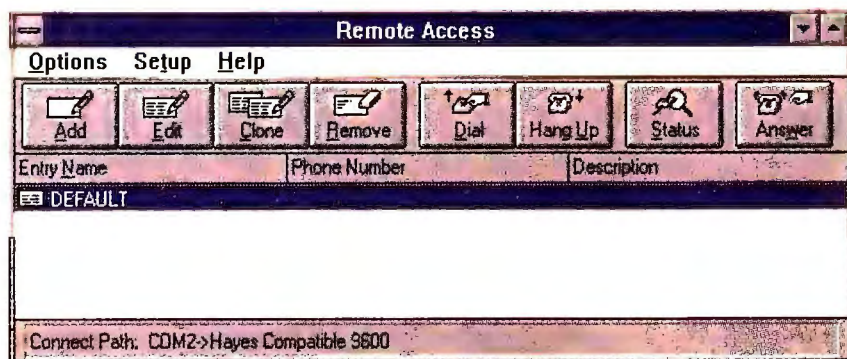 Remote Access
Options Setup Help
Add Edit Clone Remove Dial Hang Up Status Answer
Entry Name Phone Number Description
DEFAULT
Connect Path: COM2->Hayes Compatible 9600